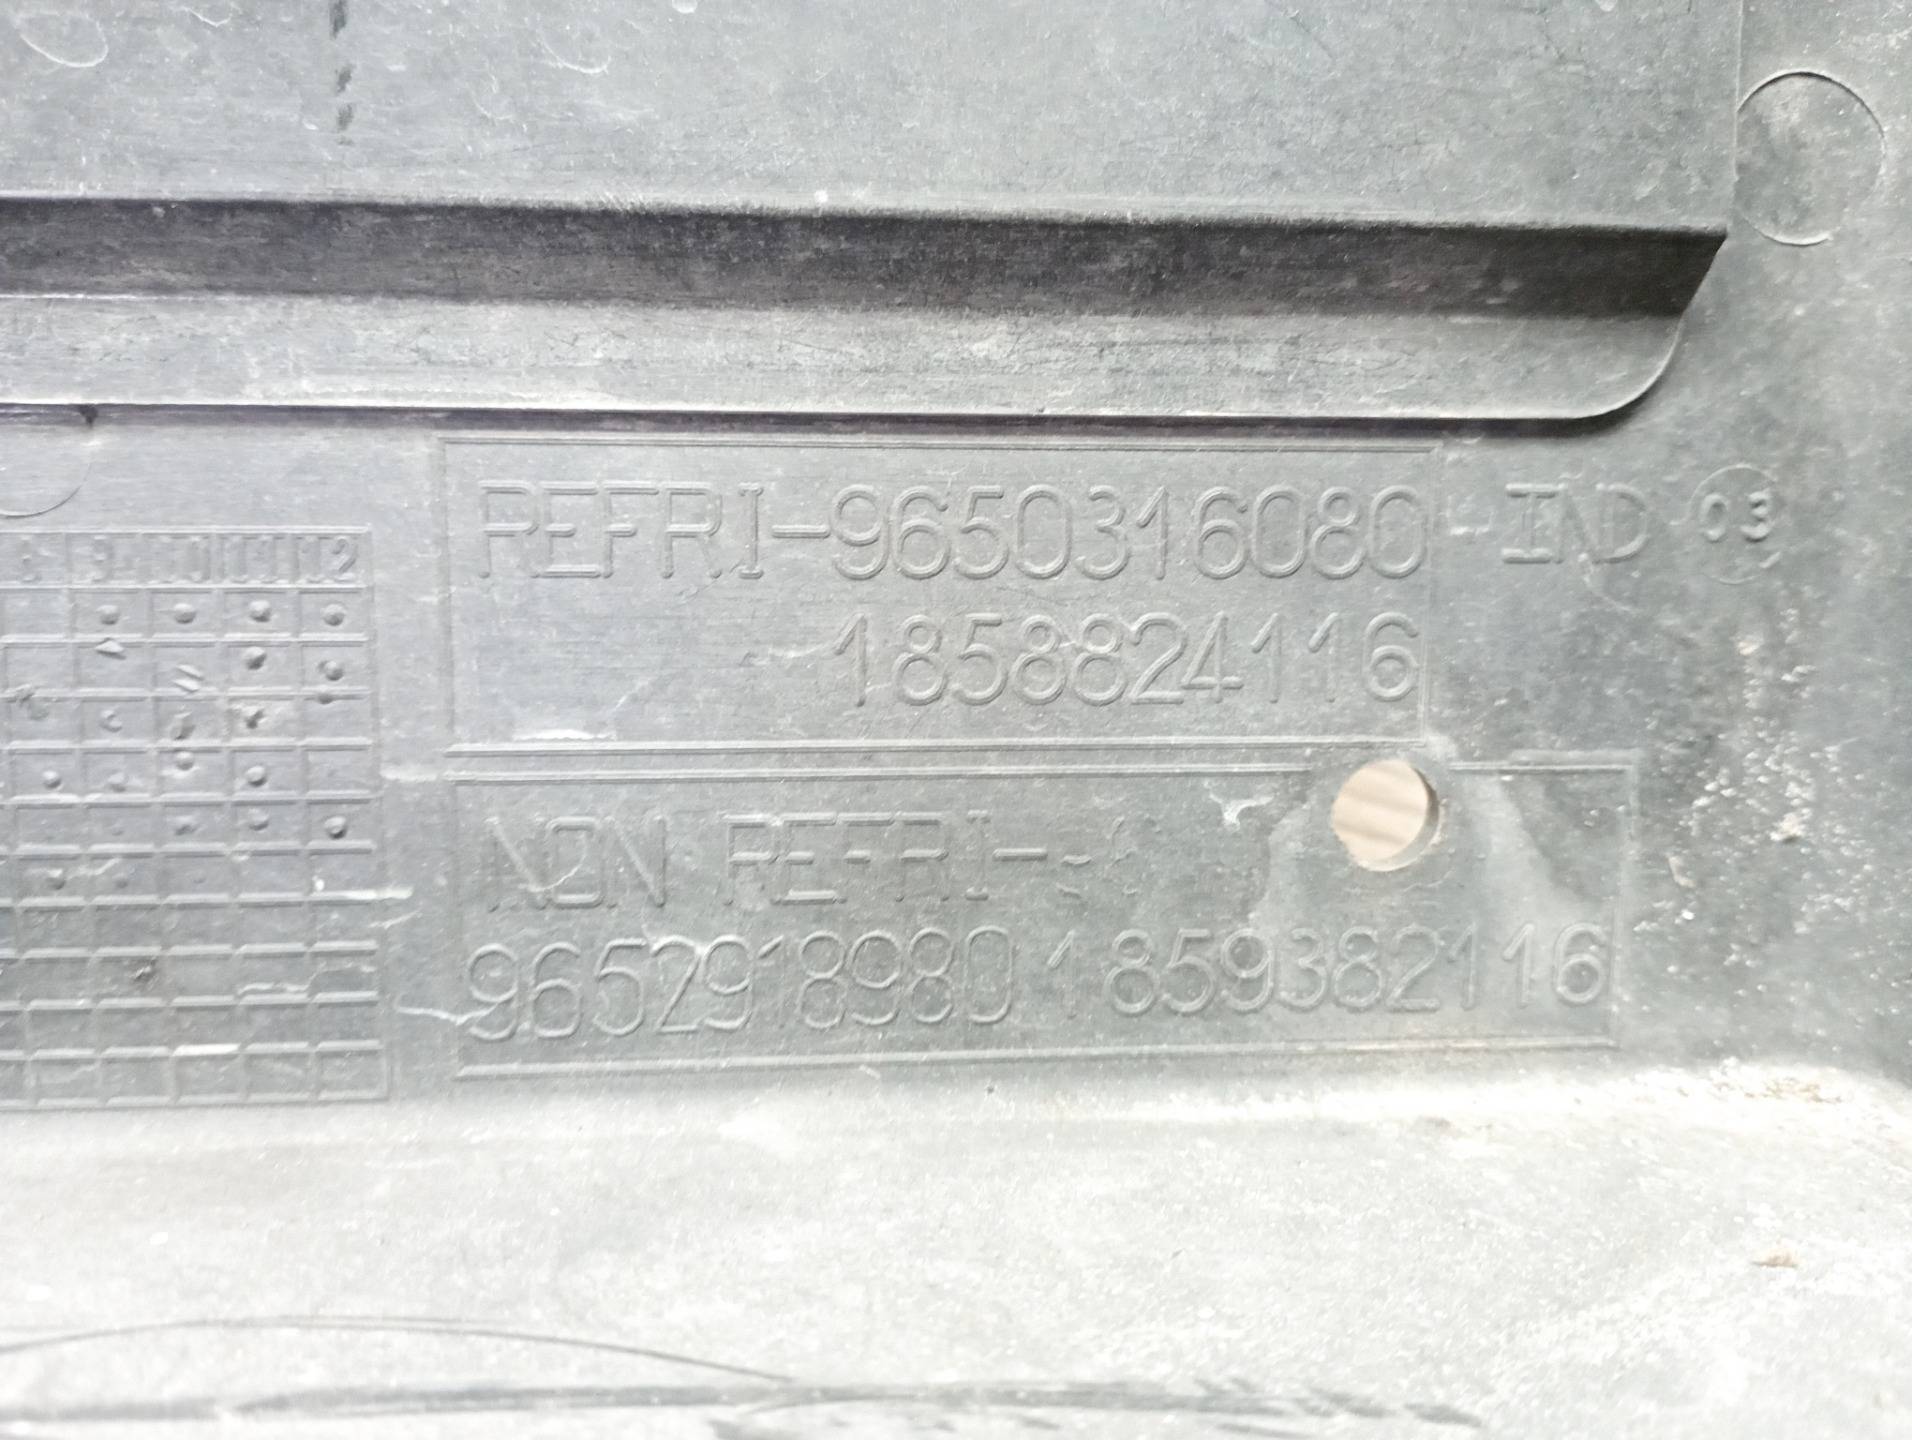 REFRI-9650316080 - IND 03
1858824116
NON REFRI-
9652918980 1859382116